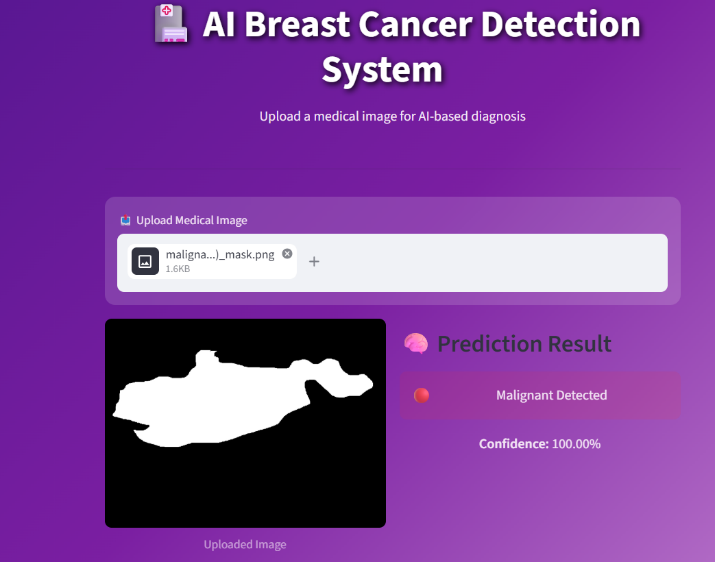 AI Breast Cancer Detection
System
Upload a medical image for AI-based diagnosis
Upload Medical Image
maligna...)_mask.png
1.6KB
Prediction Result
Malignant Detected
Confidence: 100.00%
Uploaded Image